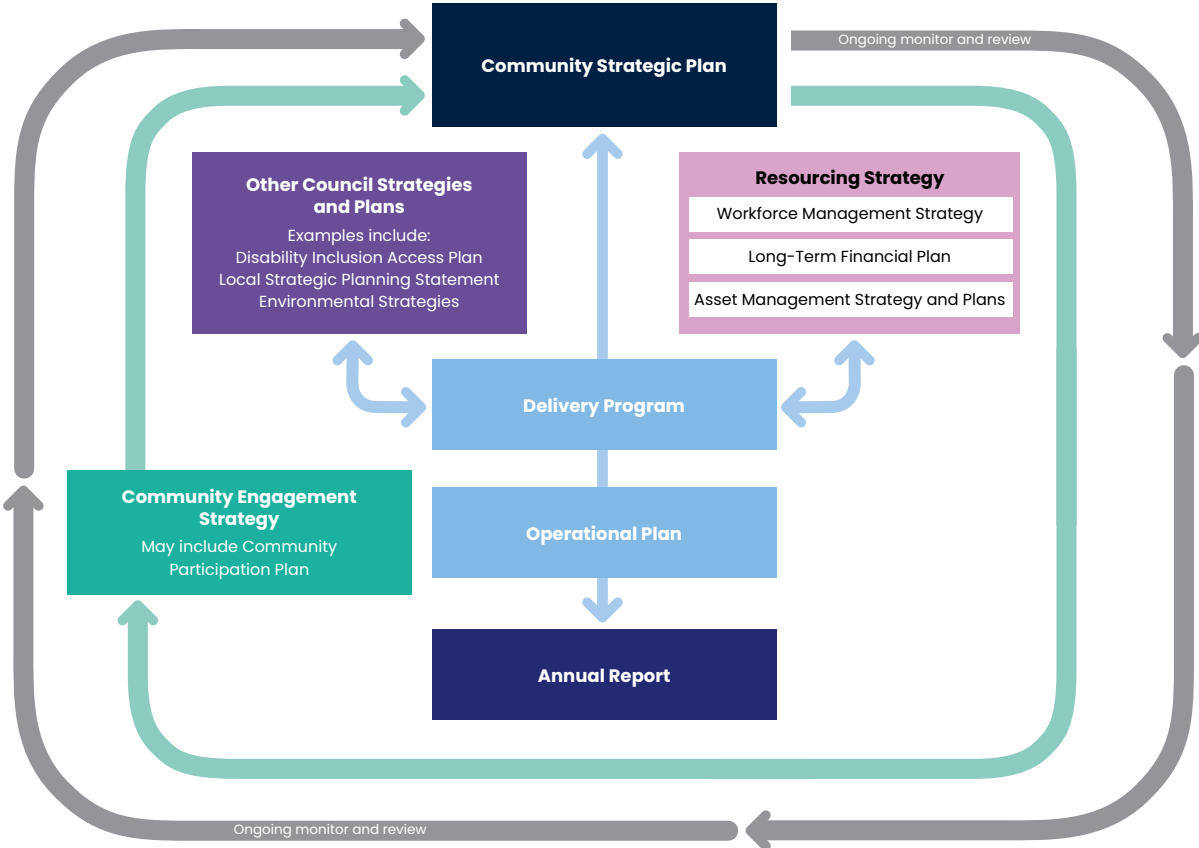 Community Strategic Plan
Ongoing monitor and review
Other Council Strategies
and Plans
Examples include:
Disability Inclusion Access Plan
Local Strategic Planning Statement
Environmental Strategies
Resourcing Strategy
Workforce Management Strategy
Long-Term Financial Plan
Asset Management Strategy and Plans
Delivery Program
Community Engagement
Strategy
May include Community
Participation Plan
Operational Plan
Annual Report
Ongoing monitor and review